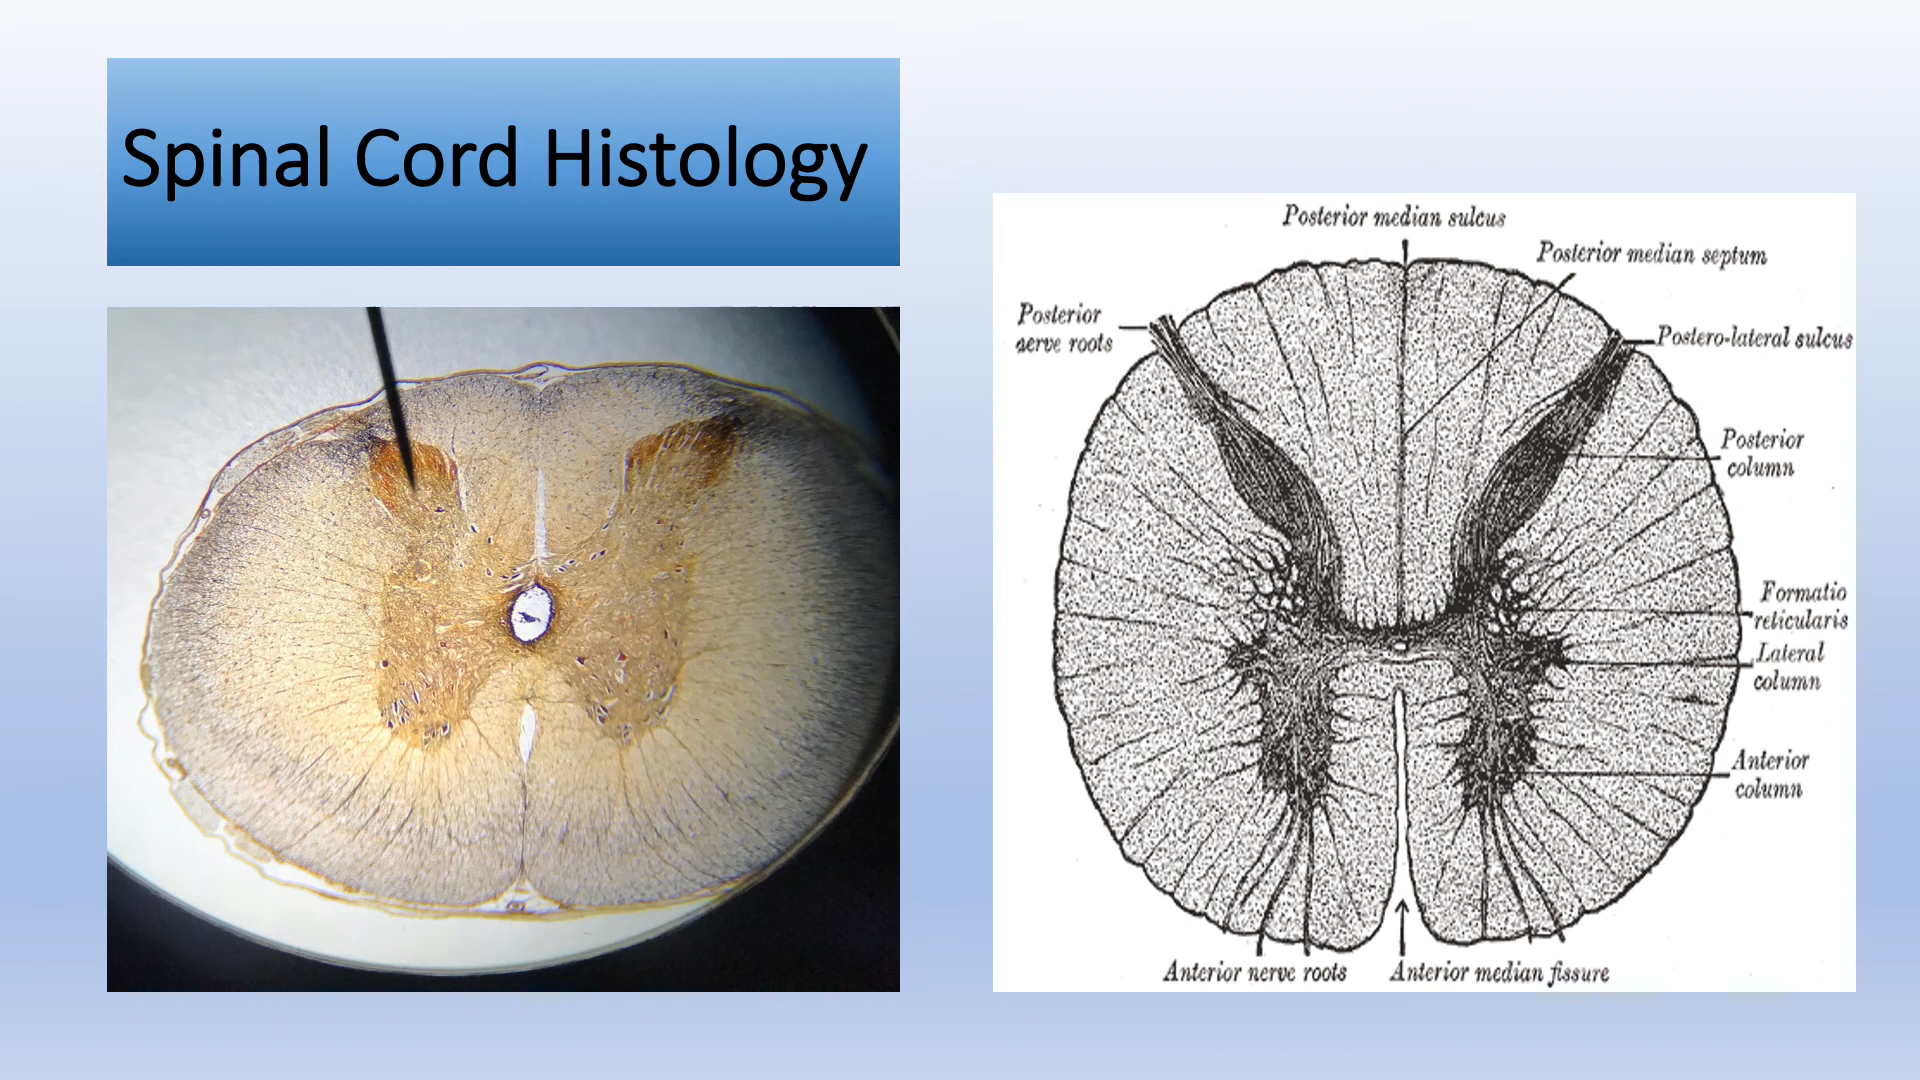 Spinal Cord Histology
Posterior median sulcus
Posterior median septum
Posterior
nerve roots
Postero-lateral sulcus
Posterior
column
Formatio
reticularis
Lateral
column
Anterior
column
Anterior nerve roots
Anterior median fissure